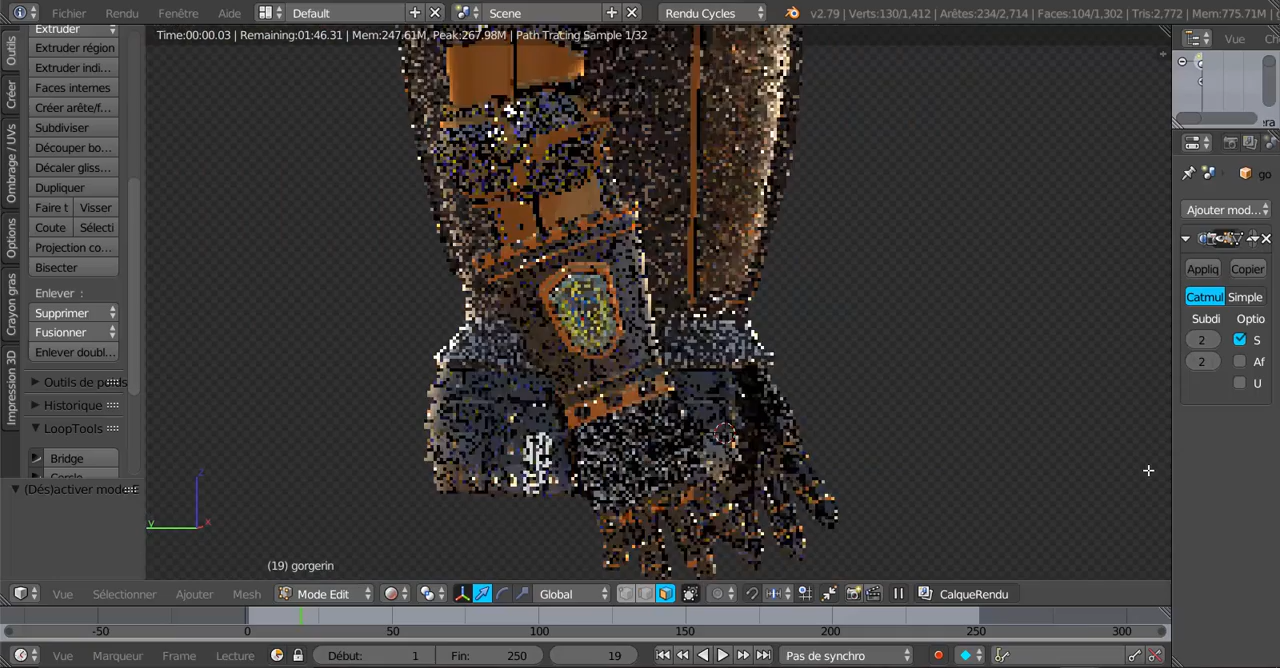 Fichier Rendu Fenêtre Aide Default Scene Rendu Cycles v2.79 | Verts:130/1,412 | Arêtes:234/2,714 | Faces:104/1,302 | Tris:2,772 | Mem:775.71M
Time:00:00.03 | Remaining:01:46.31 | Mem:247.61M, Peak:267.98M | Path Tracing Sample 1/32
Outils
Créer
Ombrage / UVs
Options
Crayon gras
Impression 3D
Extruder
Extruder région
Extruder indi...
Faces internes
Créer arête/f...
Subdiviser
Découper bo...
Décaler gliss...
Dupliquer
Faire t Visser
Coute Sélecti
Projection co...
Bisecter
Enlever :
Supprimer
Fusionner
Enlever doubl...
Outils de poids
Historique
LoopTools
Bridge
Cercle
(Dés)activer mode E
z
y x
(19) gorgerin
Vue
go
Ajouter mod...
Appliq Copier
Catmul Simple
Subdi Optio
2 S
2 Af
U
Vue Sélectionner Ajouter Mesh Mode Edit Global CalqueRendu
-50 0 50 100 150 200 250 300
Vue Marqueur Frame Lecture Début: 1 Fin: 250 19 Pas de synchro